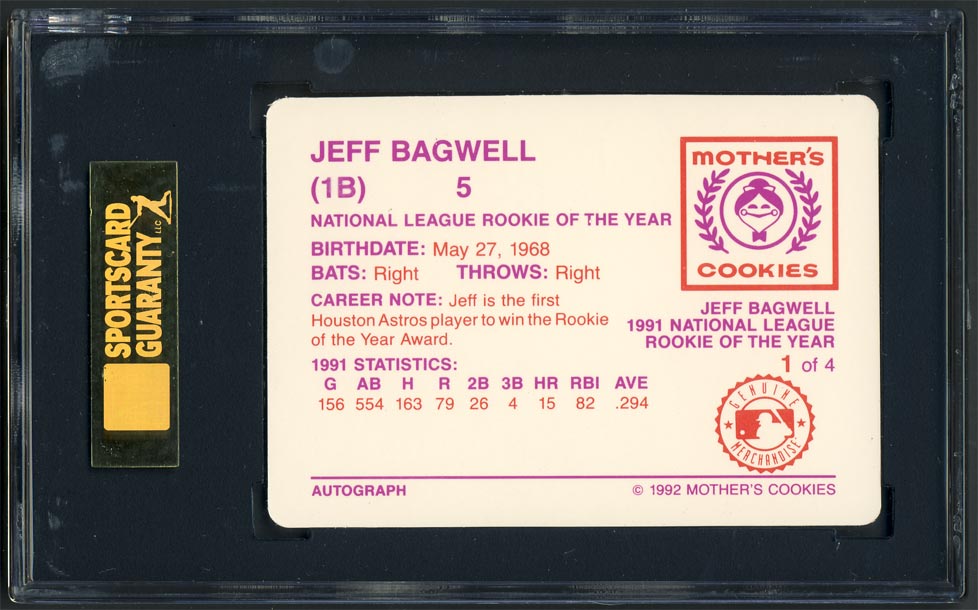 SPORTSCARD
GUARANTY LLC
JEFF BAGWELL
(1B) 5
NATIONAL LEAGUE ROOKIE OF THE YEAR
BIRTHDATE: May 27, 1968
BATS: Right THROWS: Right
CAREER NOTE: Jeff is the first
Houston Astros player to win the Rookie
of the Year Award.
1991 STATISTICS:
G AB H R 2B 3B HR RBI AVE
156 554 163 79 26 4 15 82 .294
AUTOGRAPH
MOTHER'S
COOKIES
JEFF BAGWELL
1991 NATIONAL LEAGUE
ROOKIE OF THE YEAR
1 of 4
GENUINE
MERCHANDISE
© 1992 MOTHER'S COOKIES